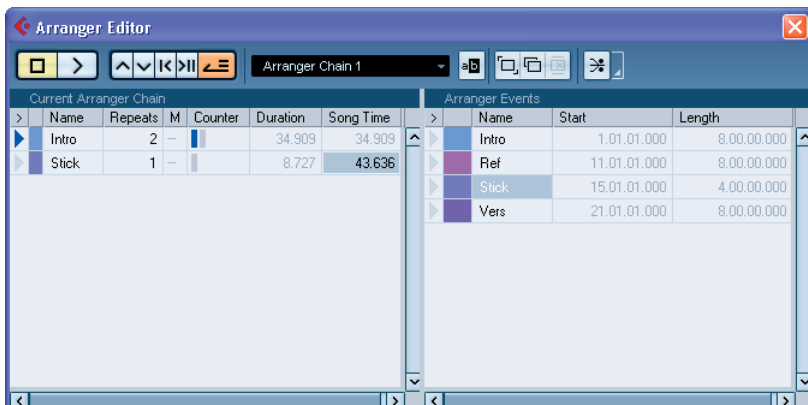 Arranger Editor
Arranger Chain 1
ab
Current Arranger Chain
> Name Repeats M Counter Duration Song Time
Intro 2 – 34.909 34.909
Stick 1 – 8.727 43.636
Arranger Events
> Name Start Length
Intro 1.01.01.000 8.00.00.000
Ref 11.01.01.000 8.00.00.000
Stick 15.01.01.000 4.00.00.000
Vers 21.01.01.000 8.00.00.000